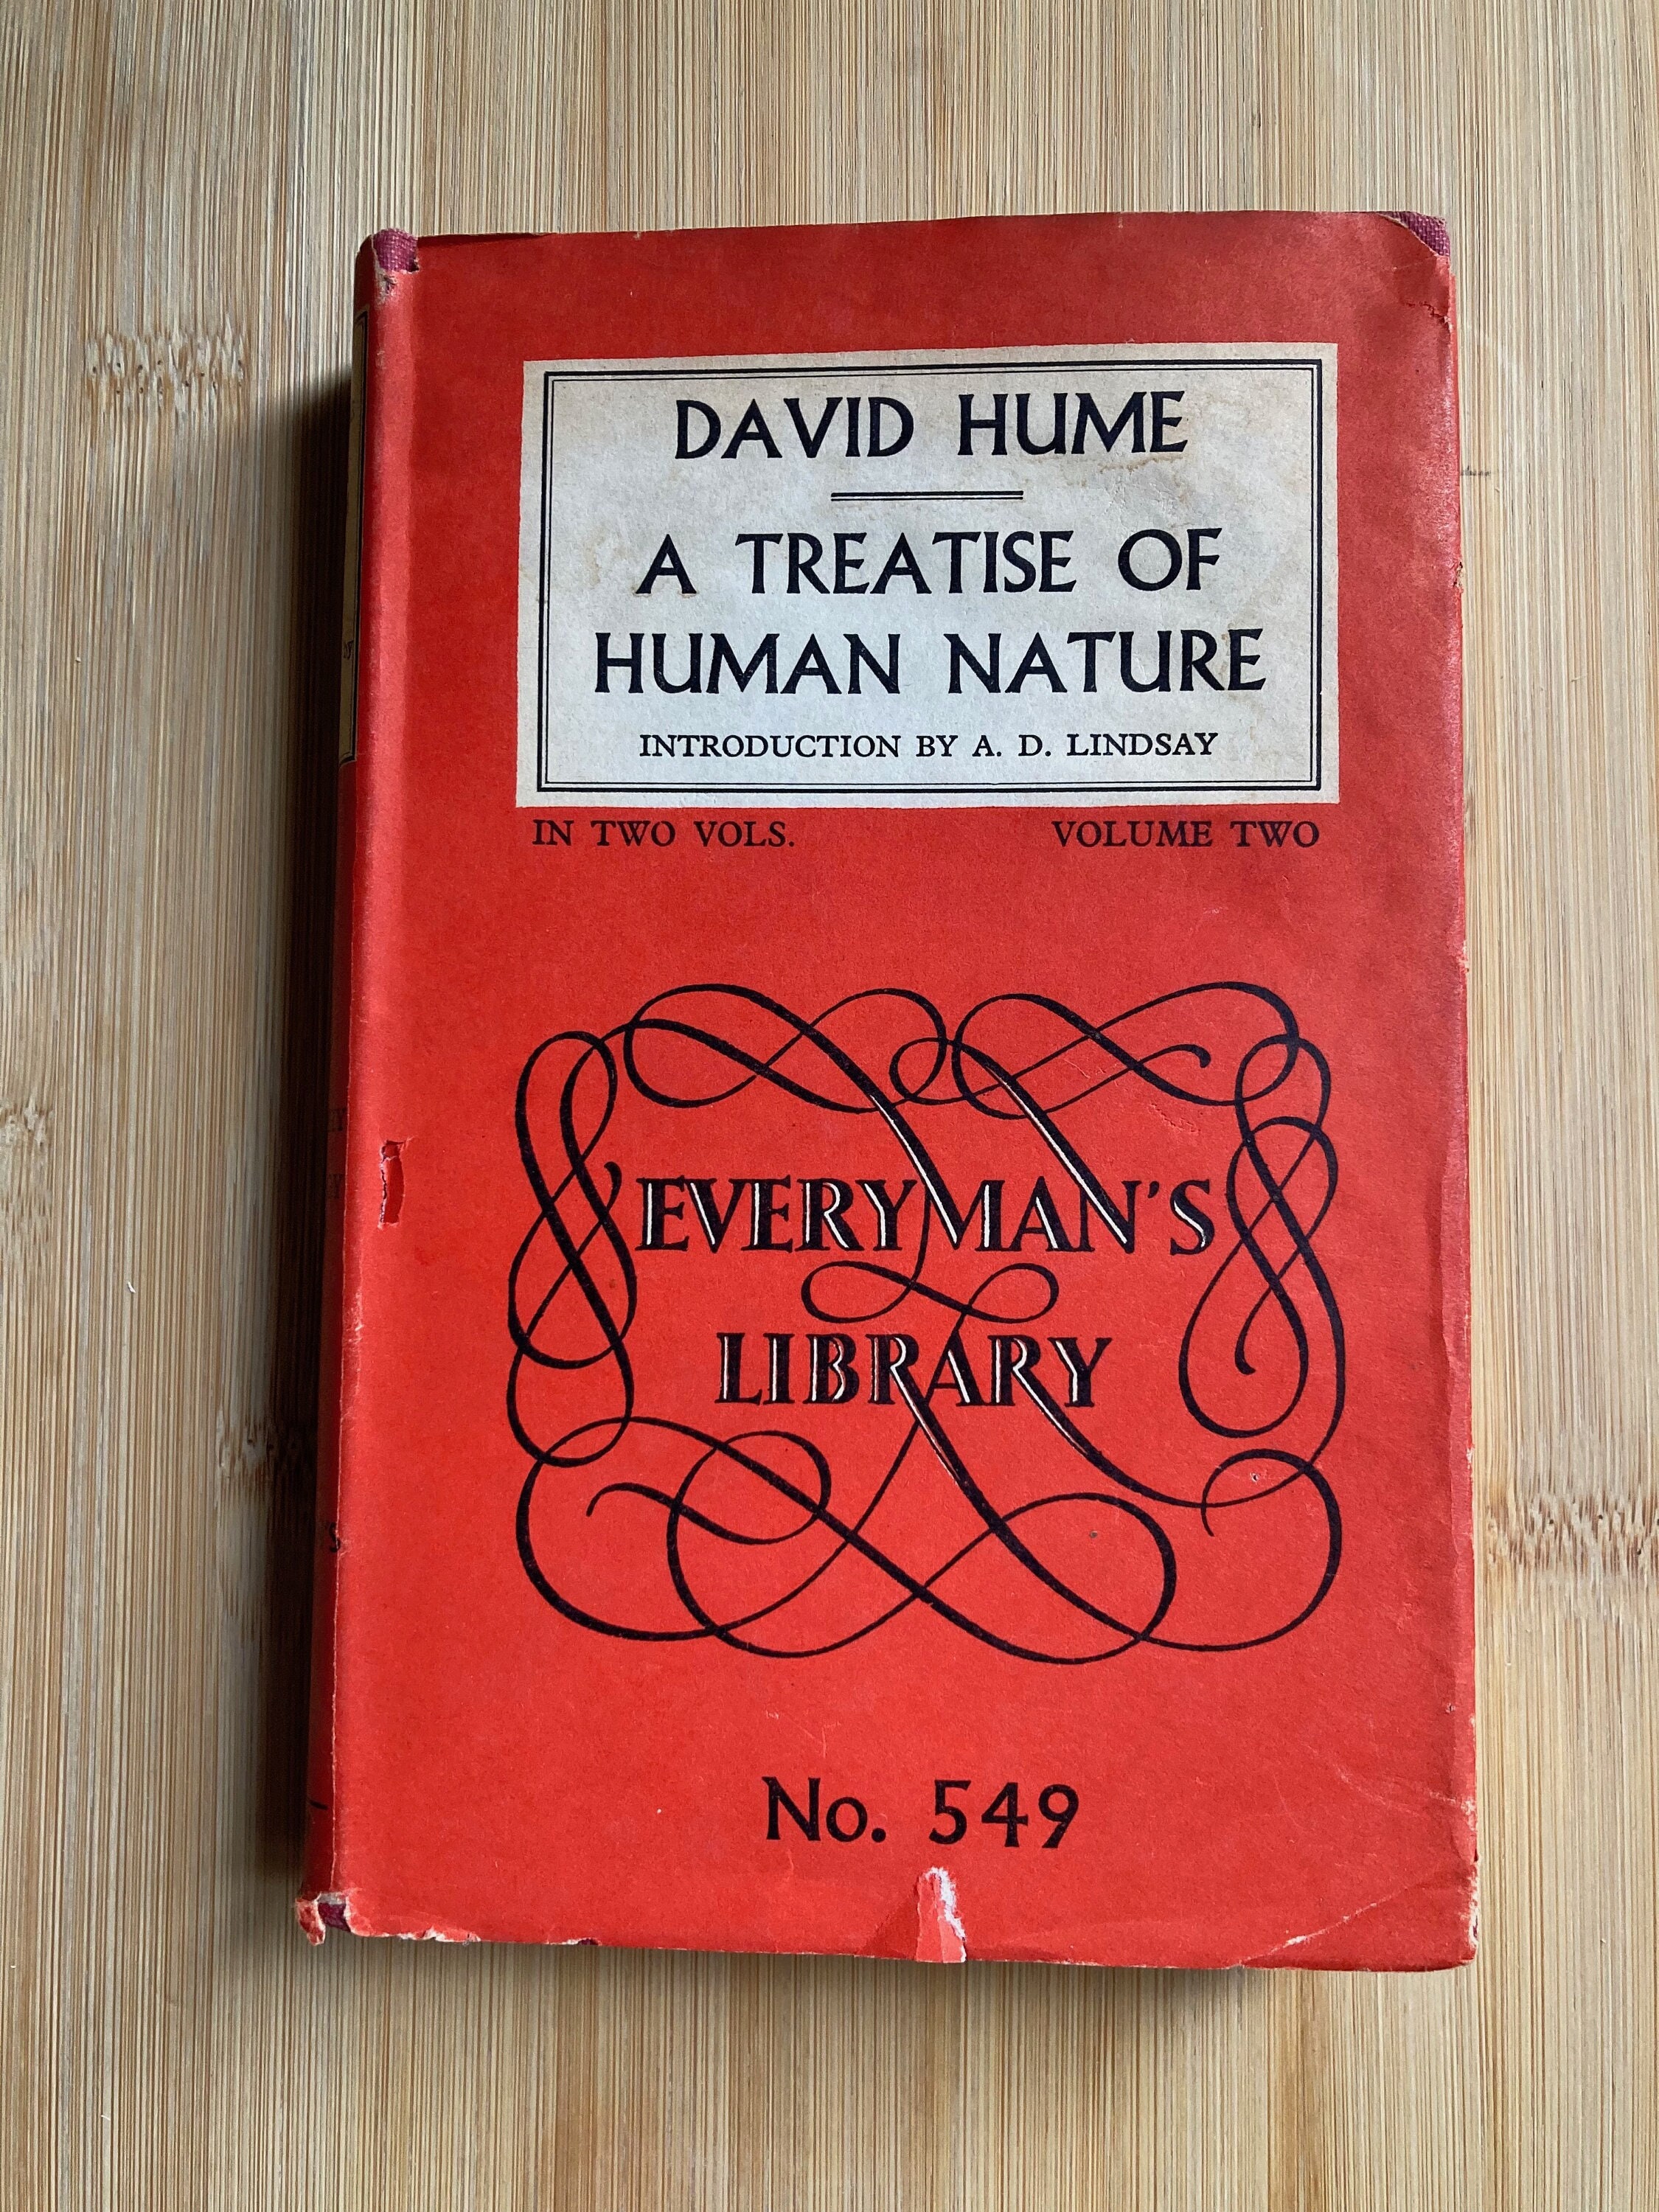 DAVID HUME
A TREATISE OF
HUMAN NATURE
INTRODUCTION BY A. D. LINDSAY
IN TWO VOLS. VOLUME TWO
EVERYMAN'S
LIBRARY
No. 549